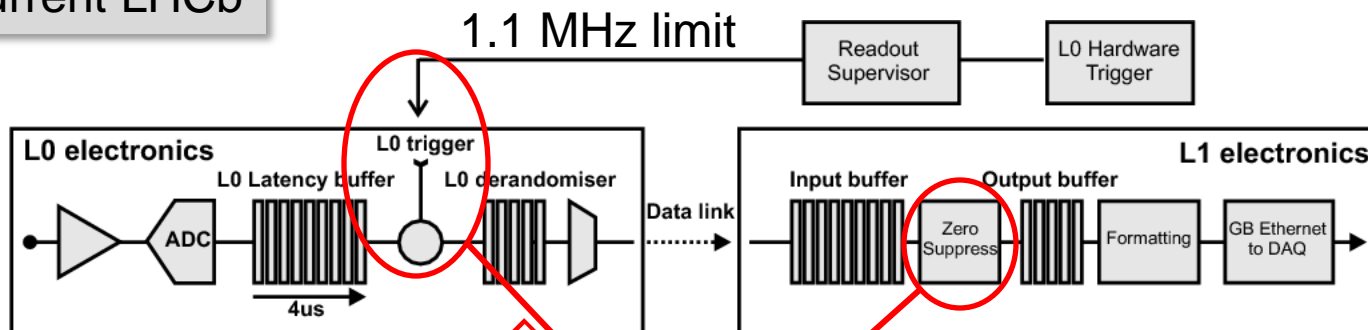 1.1 MHz limit
Readout
Supervisor
L0 Hardware
Trigger
L0 electronics
L0 trigger
L0 Latency buffer
L0 derandomiser
ADC
4us
Data link
L1 electronics
Input buffer
Output buffer
Zero
Suppress
Formatting
GB Ethernet
to DAQ